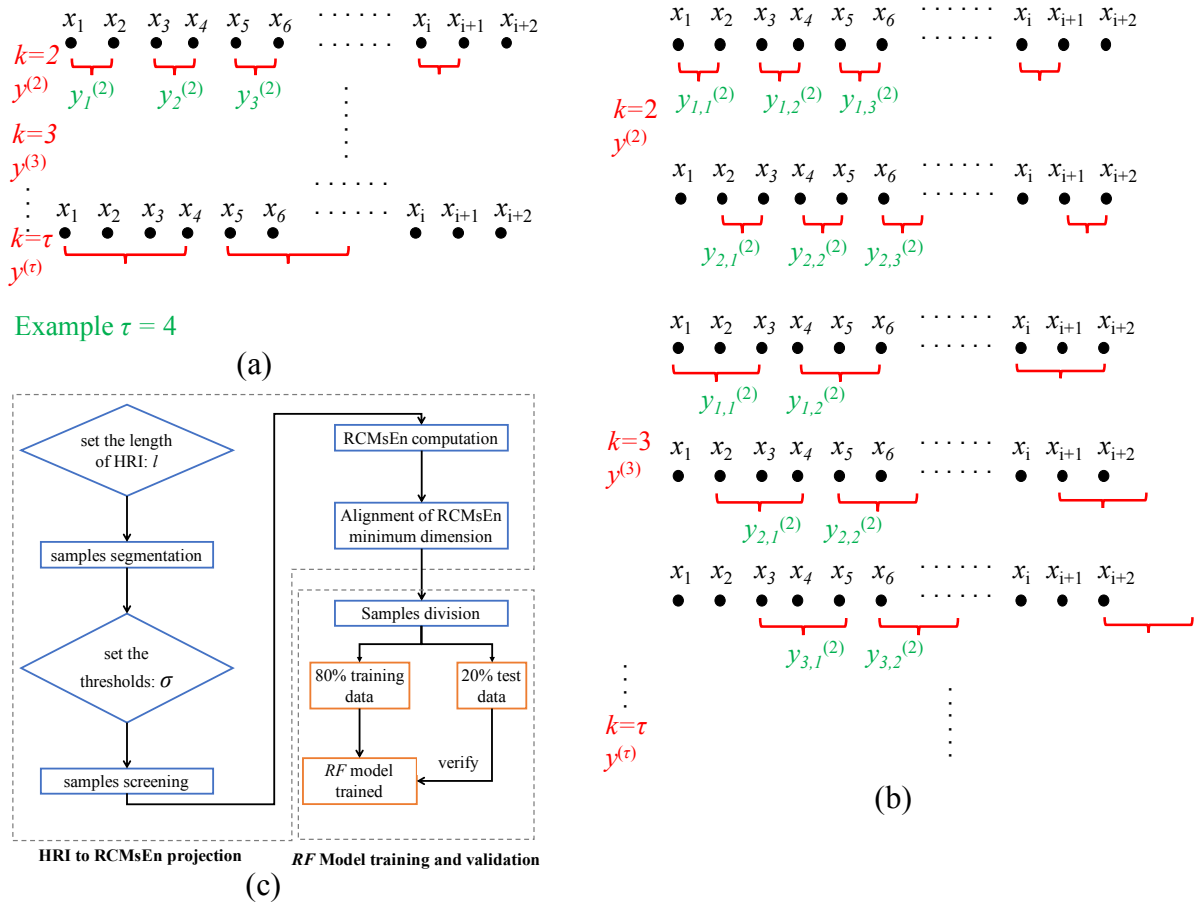 x1 x2 x3 x4 x5 x6 · · · · · · xi xi+1 xi+2
k=2
y(2) y1(2) y2(2) y3(2)
k=3
y(3)
x1 x2 x3 x4 x5 x6 · · · · · · xi xi+1 xi+2
k=τ
y(τ)
Example τ = 4
(a)
x1 x2 x3 x4 x5 x6 · · · · · · xi xi+1 xi+2
y1,1(2) y1,2(2) y1,3(2)
k=2
y(2)
x1 x2 x3 x4 x5 x6 · · · · · · xi xi+1 xi+2
y2,1(2) y2,2(2) y2,3(2)
x1 x2 x3 x4 x5 x6 · · · · · · xi xi+1 xi+2
y1,1(2) y1,2(2)
k=3
y(3)
x1 x2 x3 x4 x5 x6 · · · · · · xi xi+1 xi+2
y2,1(2) y2,2(2)
x1 x2 x3 x4 x5 x6 · · · · · · xi xi+1 xi+2
y3,1(2) y3,2(2)
k=τ
y(τ)
(b)
set the length
of HRI: l
samples segmentation
set the
thresholds: σ
samples screening
HRI to RCMsEn projection
RCMsEn computation
Alignment of RCMsEn
minimum dimension
Samples division
80% training
data
20% test
data
RF model
trained
verify
RF Model training and validation
(c)